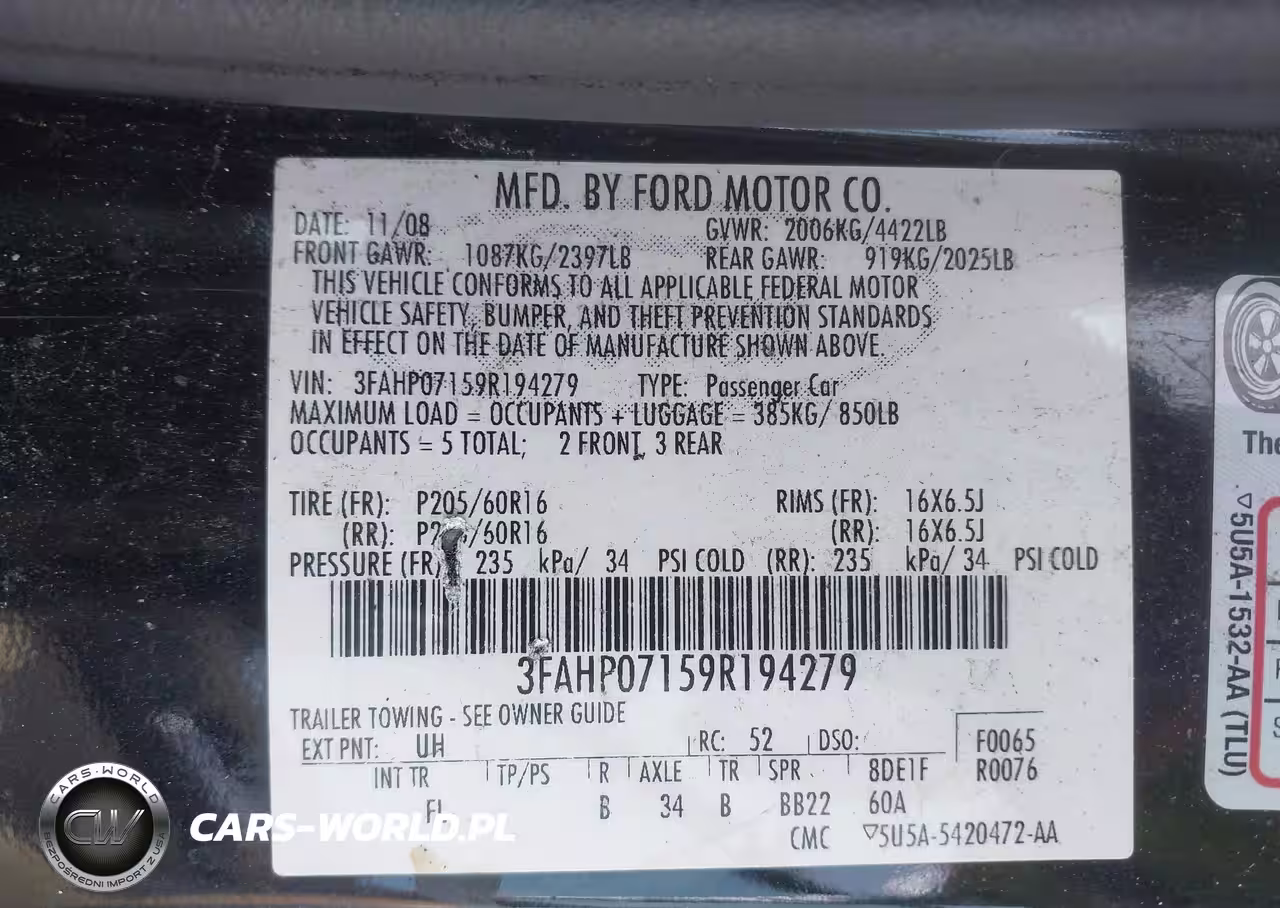 MFD. BY FORD MOTOR CO.
DATE: 11/08 GVWR: 2006KG/4422LB
FRONT GAWR: 1087KG/2397LB REAR GAWR: 919KG/2025LB
THIS VEHICLE CONFORMS TO ALL APPLICABLE FEDERAL MOTOR
VEHICLE SAFETY, BUMPER, AND THEFT PREVENTION STANDARDS
IN EFFECT ON THE DATE OF MANUFACTURE SHOWN ABOVE.
VIN: 3FAHP07159R194279 TYPE: Passenger Car
MAXIMUM LOAD = OCCUPANTS + LUGGAGE = 385KG/ 850LB
OCCUPANTS = 5 TOTAL; 2 FRONT, 3 REAR
TIRE (FR): P205/60R16 RIMS (FR): 16X6.5J
(RR): /60R16 (RR): 16X6.5J
PRESSURE (FR) 235 kPa/ 34 PSI COLD (RR): 235 kPa/ 34 PSI COLD
3FAHP07159R194279
TRAILER TOWING - SEE OWNER GUIDE
EXT PNT: UH RC: 52 DSO: F0065
INT TR TP/PS R AXLE TR SPR 8DE1F R0076
B 34 B BB22 60A
CMC ▽5U5A-5420472-AA
▽5U5A-1532-AA (TLU)
CARS-WORLD
CW
BEZPOŚREDNI IMPORT Z USA
CARS-WORLD.PL